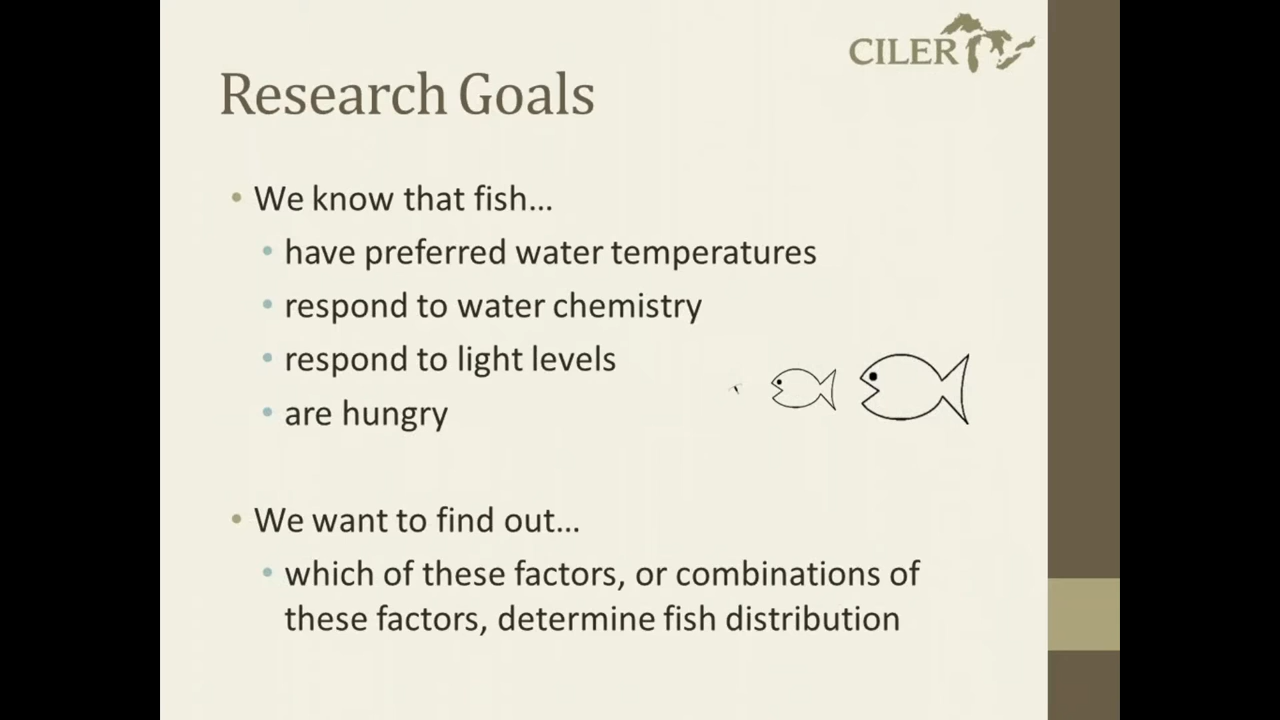 CILER
Research Goals
• We know that fish...
• have preferred water temperatures
• respond to water chemistry
• respond to light levels
• are hungry
• We want to find out...
• which of these factors, or combinations of
these factors, determine fish distribution